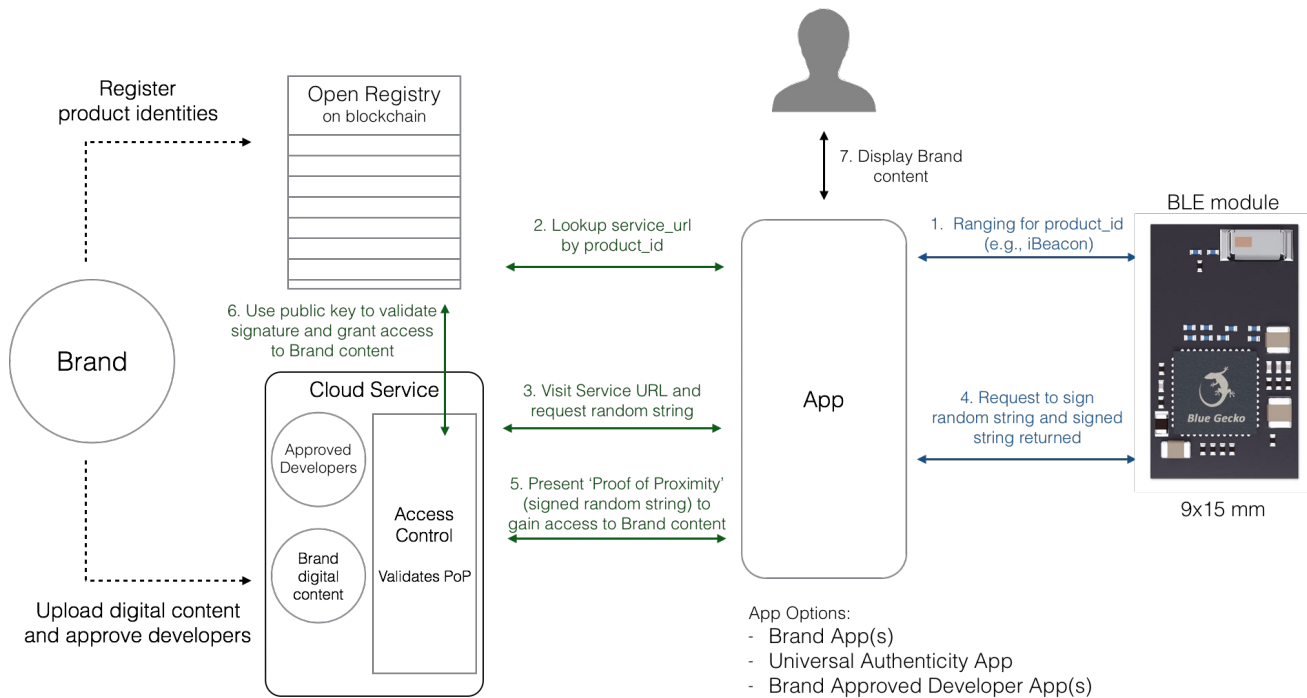 Register
product identities
Open Registry
on blockchain
7. Display Brand
content
BLE module
2. Lookup service_url
by product_id
1. Ranging for product_id
(e.g., iBeacon)
6. Use public key to validate
signature and grant access
to Brand content
Brand
Cloud Service
3. Visit Service URL and
request random string
App
4. Request to sign
random string and signed
string returned
Blue Gecko
Approved
Developers
5. Present ‘Proof of Proximity’
(signed random string) to
gain access to Brand content
9x15 mm
Access
Control
Validates PoP
Brand
digital
content
Upload digital content
and approve developers
App Options:
- Brand App(s)
- Universal Authenticity App
- Brand Approved Developer App(s)